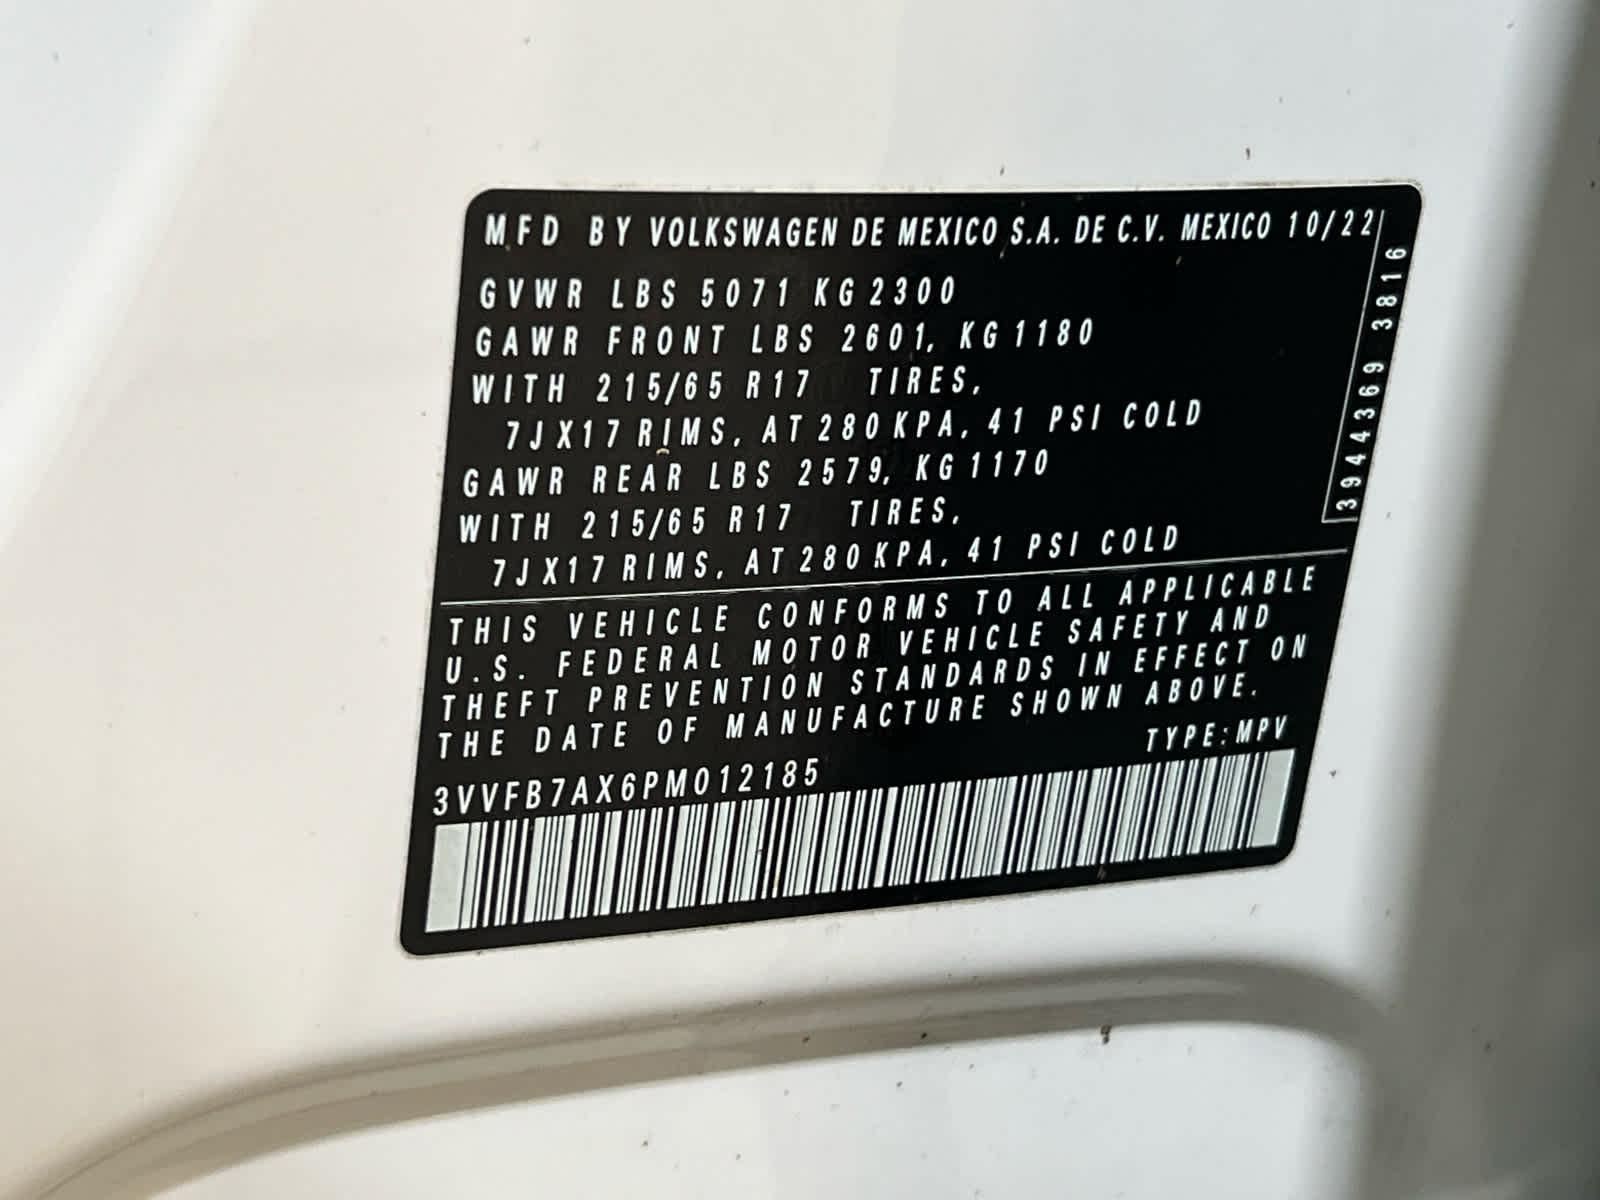 MFD BY VOLKSWAGEN DE MEXICO S.A. DE C.V. MEXICO 10/22
GVWR LBS 5071 KG 2300
GAWR FRONT LBS 2601, KG 1180
WITH 215/65 R17 TIRES,
7JX17 RIMS, AT 280 KPA, 41 PSI COLD
GAWR REAR LBS 2579, KG 1170
WITH 215/65 R17 TIRES,
7JX17 RIMS, AT 280 KPA, 41 PSI COLD
3944369 3816
THIS VEHICLE CONFORMS TO ALL APPLICABLE
U.S. FEDERAL MOTOR VEHICLE SAFETY AND
THEFT PREVENTION STANDARDS IN EFFECT ON
THE DATE OF MANUFACTURE SHOWN ABOVE.
TYPE:MPV
3VVFB7AX6PM012185